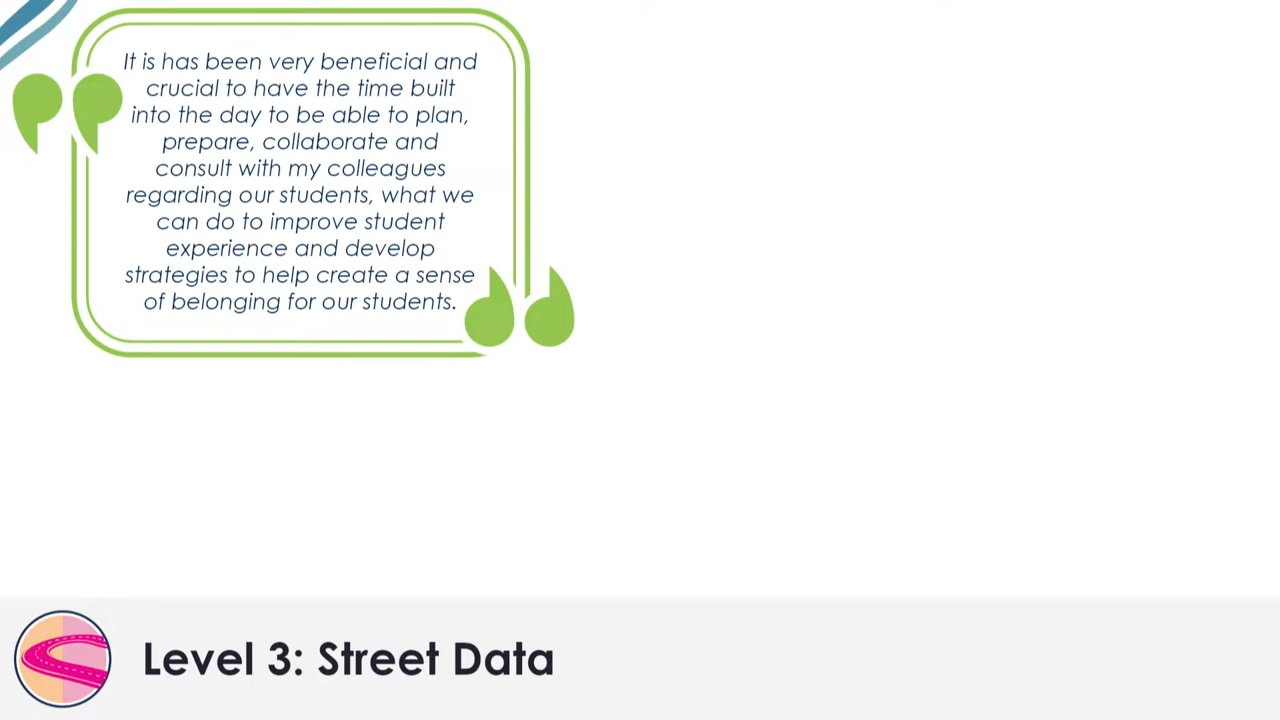 It is has been very beneficial and
crucial to have the time built
into the day to be able to plan,
prepare, collaborate and
consult with my colleagues
regarding our students, what we
can do to improve student
experience and develop
strategies to help create a sense
of belonging for our students.
Level 3: Street Data